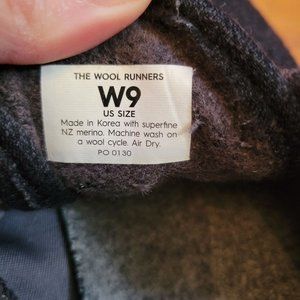 THE WOOL RUNNERS
W9
US SIZE
Made in Korea with superfine
NZ merino. Machine wash on
a wool cycle. Air Dry.
PO 0130